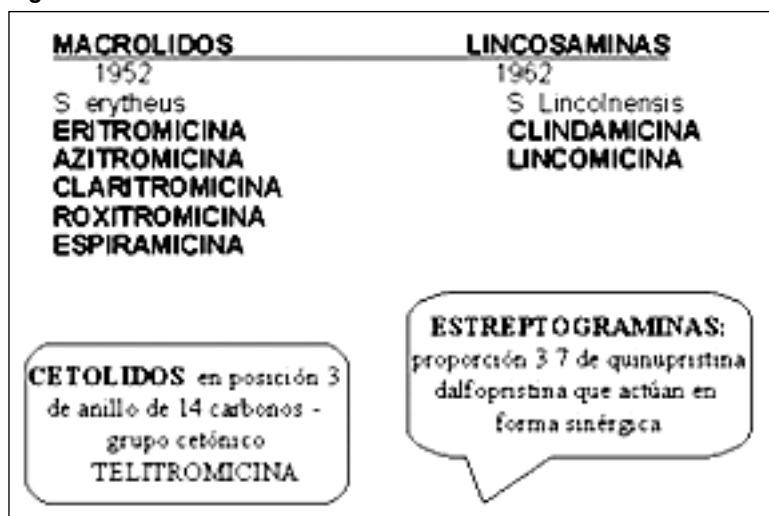 MACROLIDOS
1952
S erytheus
ERITROMICINA
AZITROMICINA
CLARITROMICINA
ROXITROMICINA
ESPIRAMICINA
LINCOSAMINAS
1962
S Lincolnensis
CLINDAMICINA
LINCOMICINA
CETOLIDOS en posición 3
de anillo de 14 carbonos -
grupo cetónico
TELITROMICINA
ESTREPTOGRAMINAS:
proporción 3 7 de quinupristina
dalfopristina que actúan en
forma sinérgica